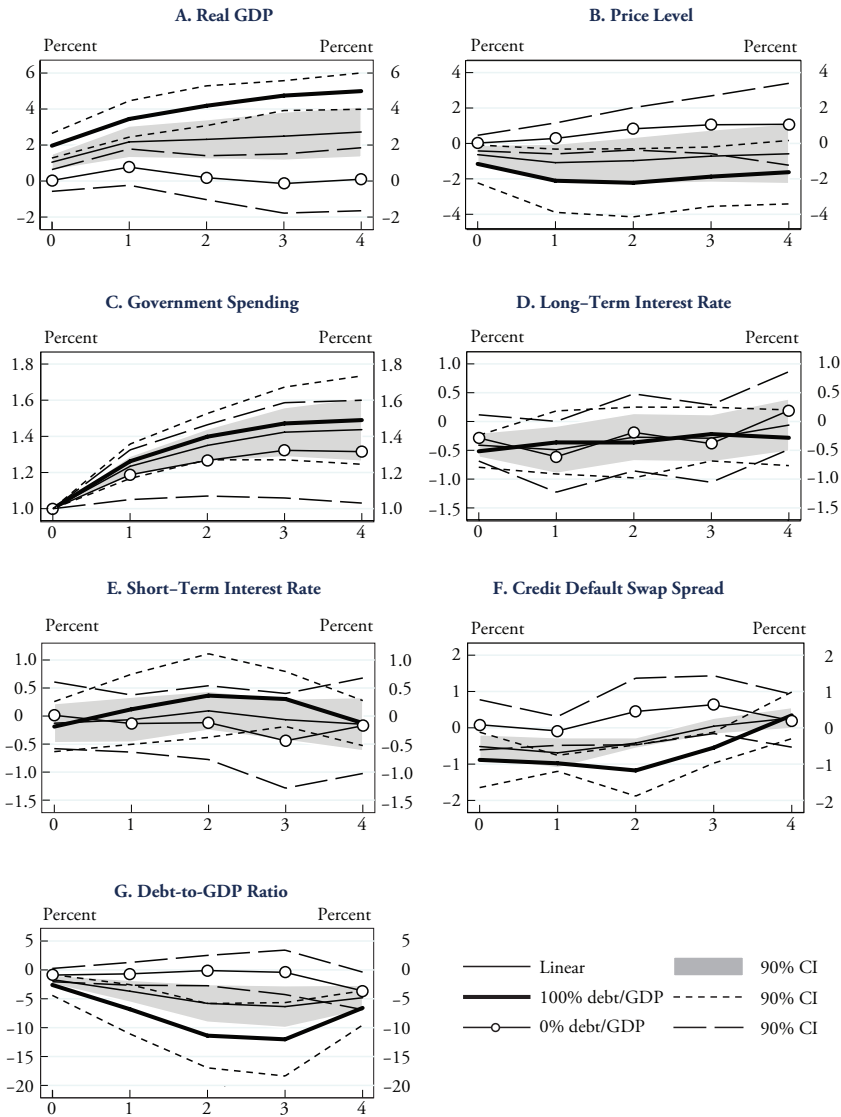 A. Real GDP
Percent Percent
6 6
4 4
2 2
0 0
–2 –2
0 1 2 3 4
B. Price Level
Percent Percent
4 4
2 2
0 0
–2 –2
–4 –4
0 1 2 3 4
C. Government Spending
Percent Percent
1.8 1.8
1.6 1.6
1.4 1.4
1.2 1.2
1.0 1.0
0 1 2 3 4
D. Long–Term Interest Rate
Percent Percent
1.0 1.0
0.5 0.5
0 0
–0.5 –0.5
–1.0 –1.0
–1.5 –1.5
0 1 2 3 4
E. Short–Term Interest Rate
Percent Percent
1.0 1.0
0.5 0.5
0 0
–0.5 –0.5
–1.0 –1.0
–1.5 –1.5
0 1 2 3 4
F. Credit Default Swap Spread
Percent Percent
2 2
1 1
0 0
–1 –1
–2 –2
0 1 2 3 4
G. Debt-to-GDP Ratio
Percent Percent
5 5
0 0
–5 –5
–10 –10
–15 –15
–20 –20
0 1 2 3 4
Linear 90% CI
100% debt/GDP 90% CI
0% debt/GDP 90% CI